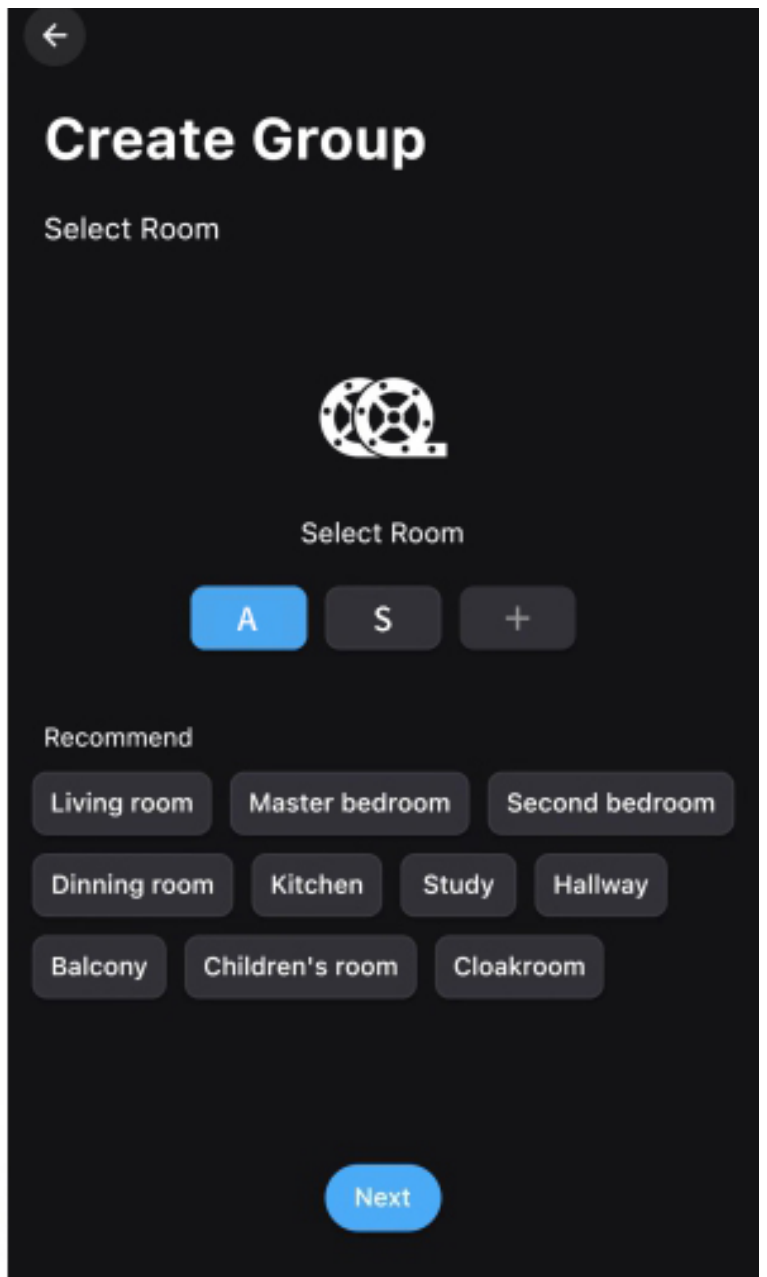 Create Group
Select Room
Select Room
A S +
Recommend
Living room Master bedroom Second bedroom
Dinning room Kitchen Study Hallway
Balcony Children's room Cloakroom
Next